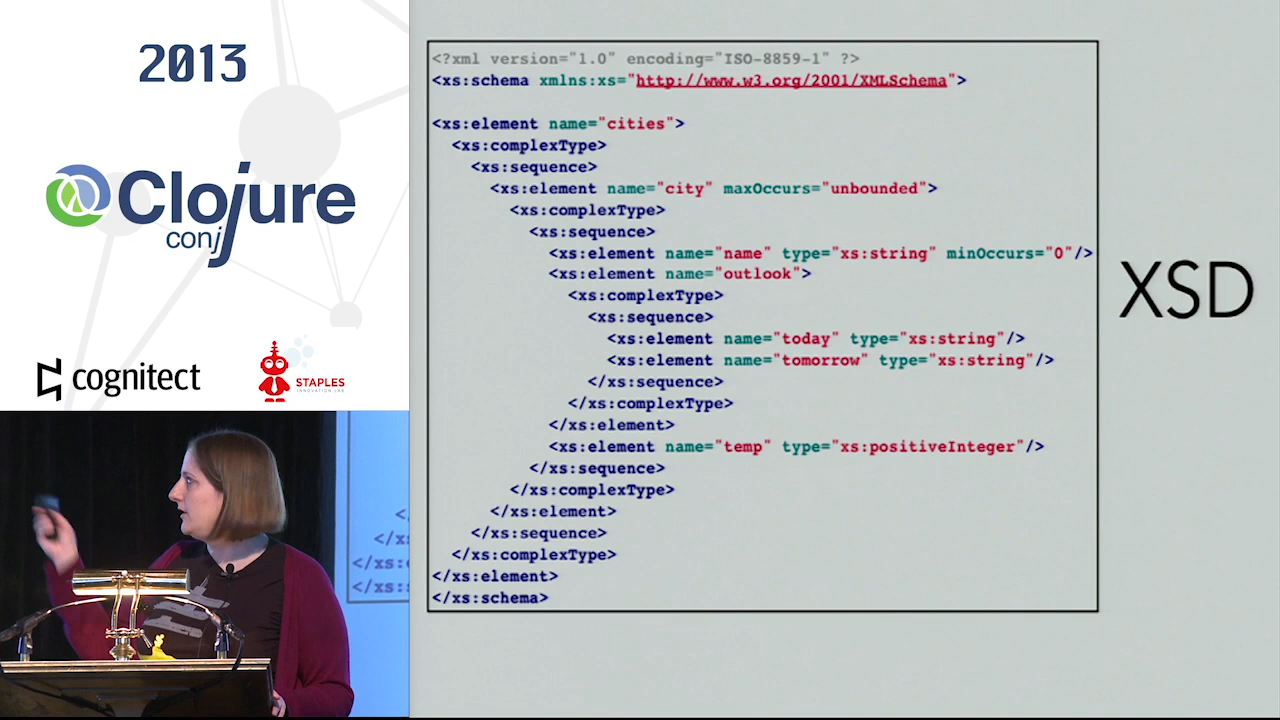 2013
Clojure
conj
cognitect
STAPLES
INNOVATION LAB
<?xml version="1.0" encoding="ISO-8859-1" ?>
<xs:schema xmlns:xs="http://www.w3.org/2001/XMLSchema">
<xs:element name="cities">
<xs:complexType>
<xs:sequence>
<xs:element name="city" maxOccurs="unbounded">
<xs:complexType>
<xs:sequence>
<xs:element name="name" type="xs:string" minOccurs="0"/>
<xs:element name="outlook">
<xs:complexType>
<xs:sequence>
<xs:element name="today" type="xs:string"/>
<xs:element name="tomorrow" type="xs:string"/>
</xs:sequence>
</xs:complexType>
</xs:element>
<xs:element name="temp" type="xs:positiveInteger"/>
</xs:sequence>
</xs:complexType>
</xs:element>
</xs:sequence>
</xs:complexType>
</xs:element>
</xs:schema>
XSD